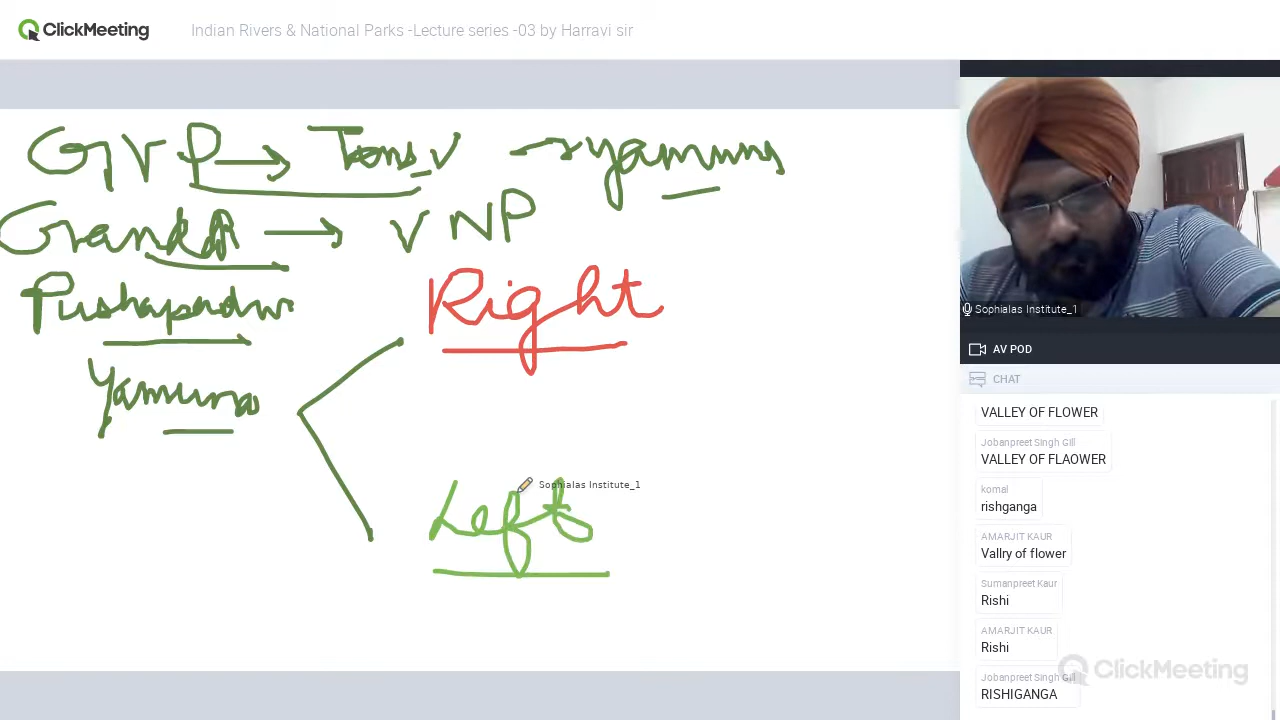 ClickMeeting
Indian Rivers & National Parks -Lecture series -03 by Harravi sir
GVP → Tons ✓ → yamuna
→ VNP
Pushapadw
Right
Yamuna
Sophialas Institute_1
Left
Sophialas Institute_1
AV POD
CHAT
VALLEY OF FLOWER
Jobanpreet Singh Gill
VALLEY OF FLAOWER
komal
rishganga
AMARJIT KAUR
Vallry of flower
Sumanpreet Kaur
Rishi
AMARJIT KAUR
Rishi
Jobanpreet Singh Gill
RISHIGANGA
ClickMeeting